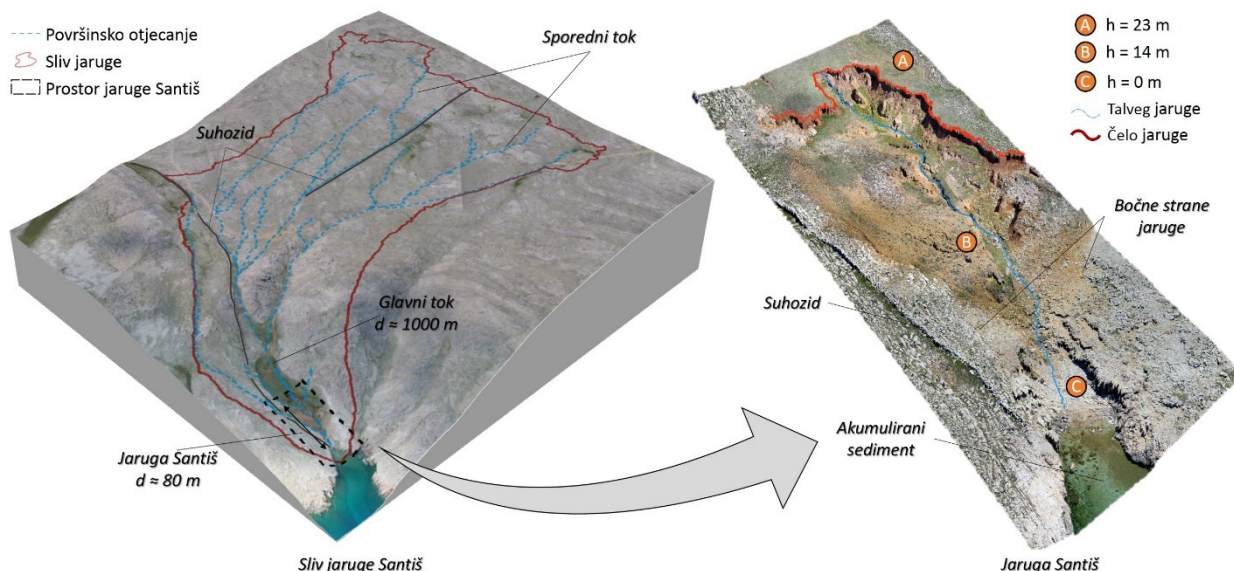 Površinsko otjecanje
Sliv jaruge
Prostor jaruge Santiš
Sporedni tok
Suhozid
Glavni tok
d ≈ 1000 m
Jaruga Santiš
d ≈ 80 m
Sliv jaruge Santiš
A h = 23 m
B h = 14 m
C h = 0 m
Talveg jaruge
Čelo jaruge
A
Bočne strane
jaruge
B
Suhozid
C
Akumulirani
sediment
Jaruga Santiš